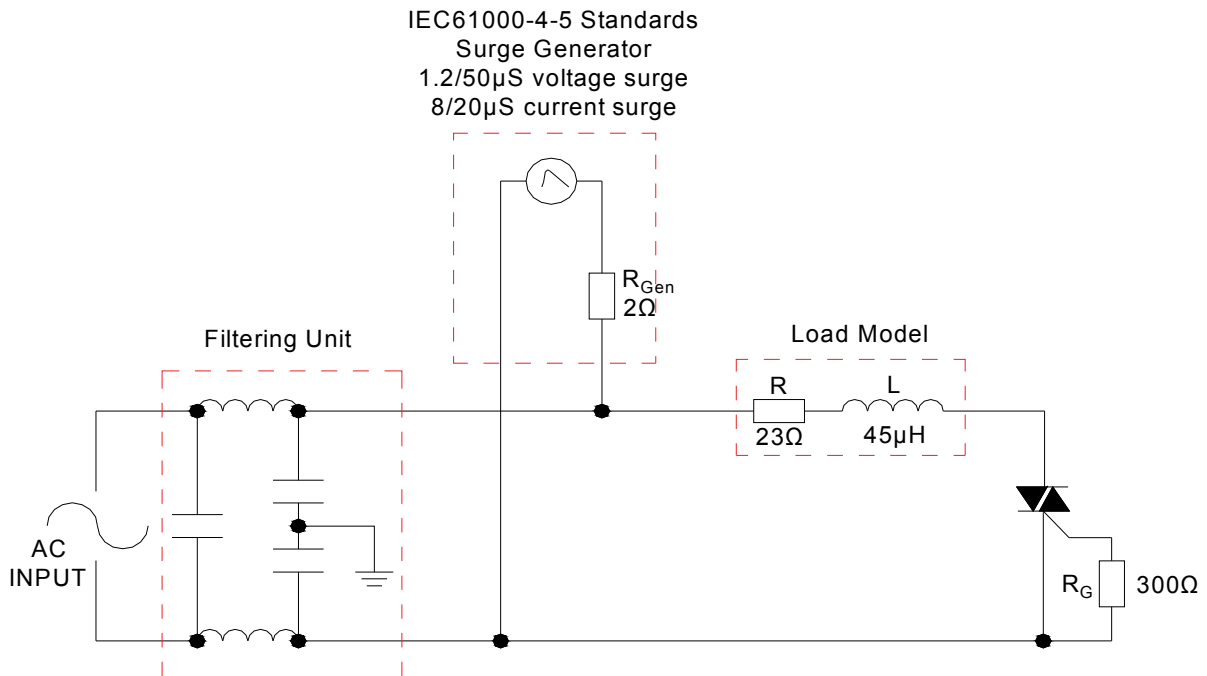 IEC61000-4-5 Standards
Surge Generator
1.2/50µS voltage surge
8/20µS current surge
R_Gen
2Ω
Filtering Unit
Load Model
R
L
23Ω
45µH
AC
INPUT
R_G
300Ω